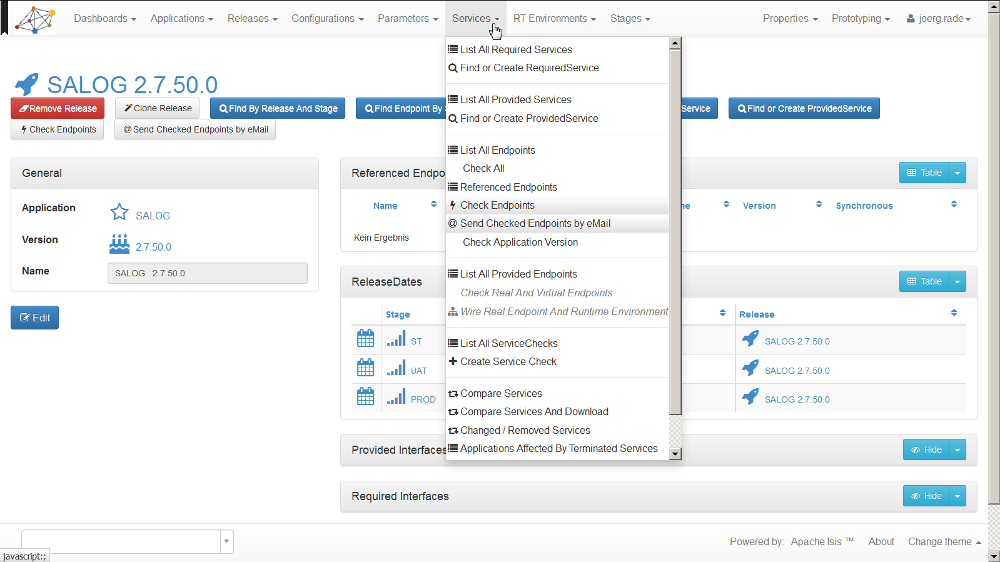 Dashboards Applications Releases Configurations Parameters Services RT Environments Stages Properties Prototyping joerg.rade
List All Required Services
Find or Create RequiredService
SALOG 2.7.50.0
List All Provided Services
Remove Release Clone Release Find By Release And Stage Find Endpoint By Service Find or Create ProvidedService
Find or Create ProvidedService
Check Endpoints @Send Checked Endpoints by eMail
List All Endpoints
Check All
Referenced Endpoints
Check Endpoints
@ Send Checked Endpoints by eMail
Check Application Version
List All Provided Endpoints
Check Real And Virtual Endpoints
Wire Real Endpoint And Runtime Environment
List All ServiceChecks
Create Service Check
Compare Services
Compare Services And Download
Changed / Removed Services
Applications Affected By Terminated Services
General
Application SALOG
Version 2.7.50.0
Name SALOG 2.7.50.0
Edit
Referenced Table
Name Version Synchronous
Kein Ergebnis
ReleaseDates Table
Stage Release
ST SALOG 2.7.50.0
UAT SALOG 2.7.50.0
PROD SALOG 2.7.50.0
Provided Interfaces Hide
Required Interfaces Hide
Powered by: Apache Isis ™ About Change theme
javascript:;